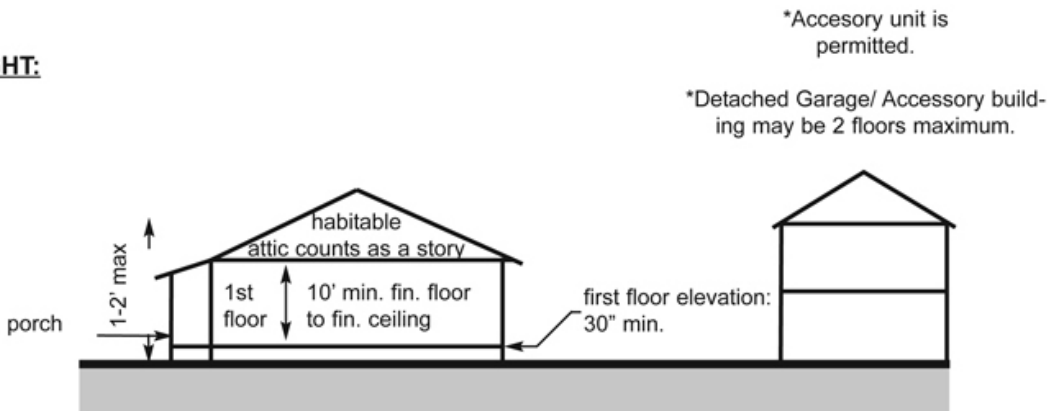 *Accesory unit is
permitted.
HT:
*Detached Garage/ Accessory build-
ing may be 2 floors maximum.
habitable
attic counts as a story
1-2' max
1st
floor
10' min. fin. floor
to fin. ceiling
first floor elevation:
30" min.
porch